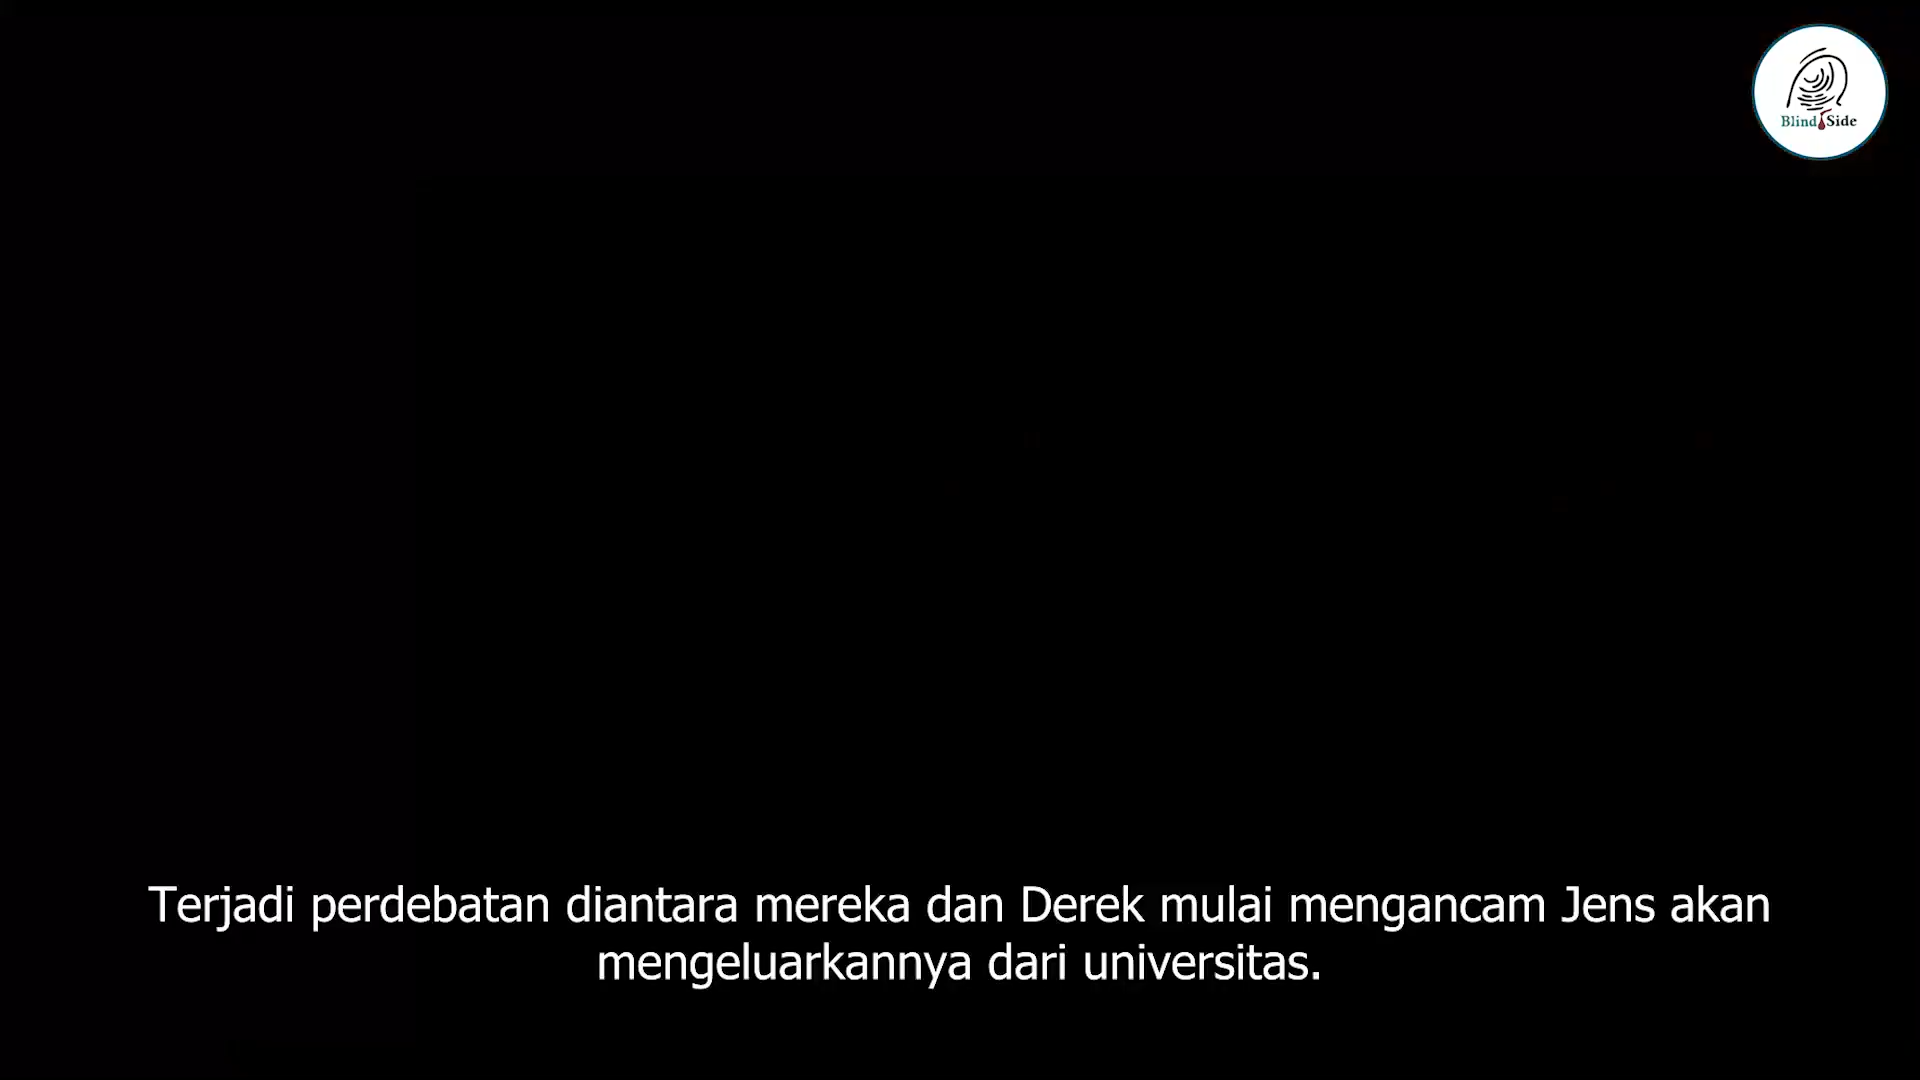 Blind Side
Terjadi perdebatan diantara mereka dan Derek mulai mengancam Jens akan
mengeluarkannya dari universitas.